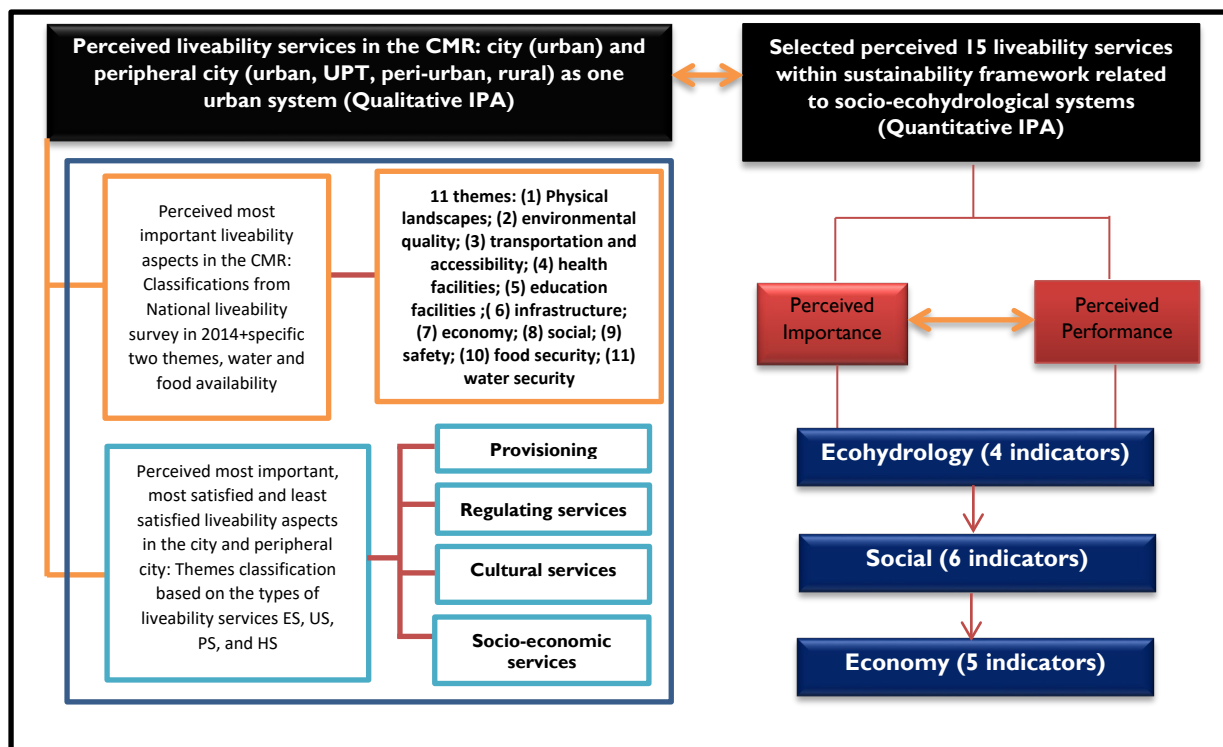 Perceived liveability services in the CMR: city (urban) and
peripheral city (urban, UPT, peri-urban, rural) as one
urban system (Qualitative IPA)
Selected perceived 15 liveability services
within sustainability framework related
to socio-ecohydrological systems
(Quantitative IPA)
Perceived most
important liveability
aspects in the CMR:
Classifications from
National liveability
survey in 2014+specific
two themes, water and
food availability
11 themes: (1) Physical
landscapes; (2) environmental
quality; (3) transportation and
accessibility; (4) health
facilities; (5) education
facilities ;( 6) infrastructure;
(7) economy; (8) social; (9)
safety; (10) food security; (11)
water security
Perceived most important,
most satisfied and least
satisfied liveability aspects
in the city and peripheral
city: Themes classification
based on the types of
liveability services ES, US,
PS, and HS
Provisioning
Regulating services
Cultural services
Socio-economic
services
Perceived
Importance
Perceived
Performance
Ecohydrology (4 indicators)
Social (6 indicators)
Economy (5 indicators)